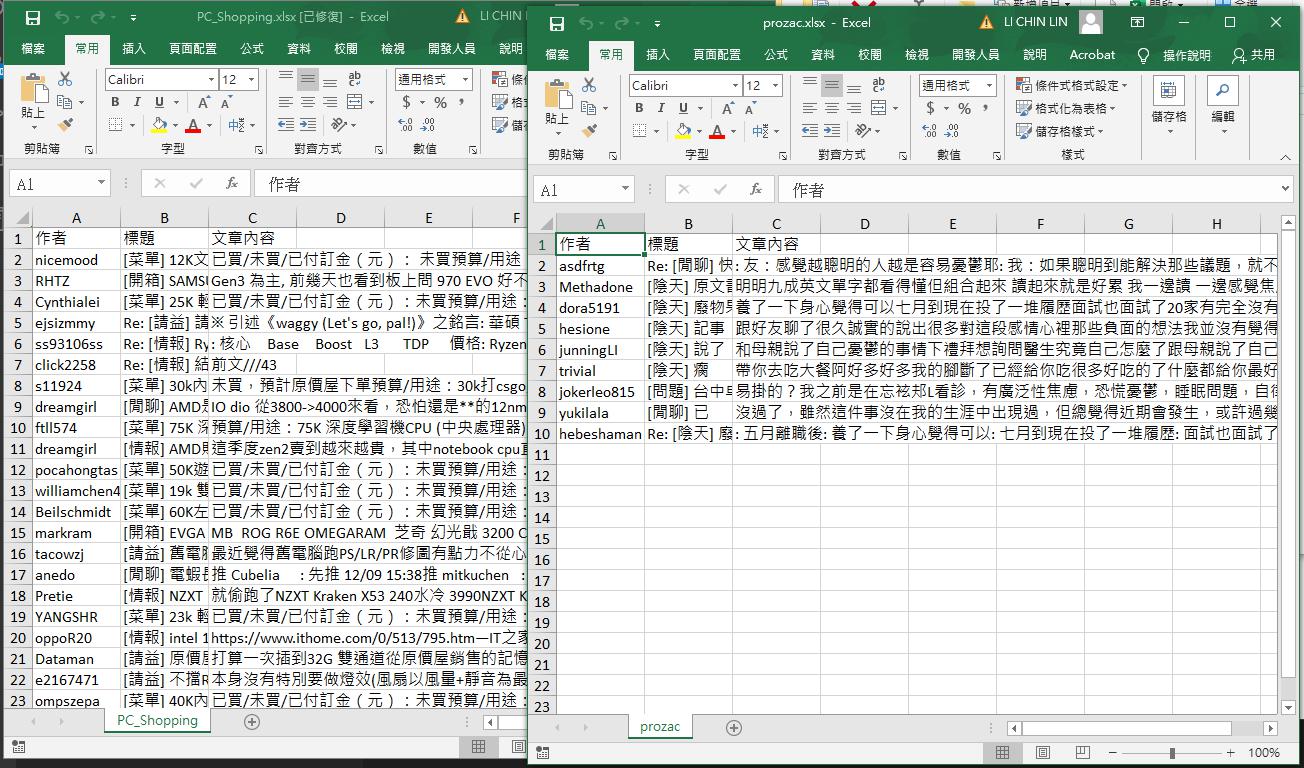 PC_Shopping.xlsx [已修復] - Excel
LI CHIN LIN
檔案 常用 插入 頁面配置 公式 資料 校閱 檢視 開發人員 說明
貼上
Calibri 12
B I U
通用格式
$ % ,
剪貼簿 字型 對齊方式 數值
A1 作者
A B C D E F
1 作者 標題 文章內容
2 nicemood [菜單] 12K文 已買/未買/已付訂金（元）：未買預算/用途：
3 RHTZ [開箱] SAMSU Gen3 為主, 前幾天也看到板上問 970 EVO 好不
4 Cynthialei [菜單] 25K 輕 已買/未買/已付訂金（元）：未買預算/用途：
5 ejsizmmy Re: [請益] 請 ※ 引述《waggy (Let's go, pal!)》之銘言: 華碩
6 ss93106ss Re: [情報] Ry : 核心 Base Boost L3 TDP 價格: Ryzen
7 click2258 Re: [情報] 結 前文///43
8 s11924 [菜單] 30k內 未買，預計原價屋下單預算/用途：30k打csgo
9 dreamgirl [閒聊] AMD是 IO dio 從3800->4000來看，恐怕還是**的12nm
10 ftll574 [菜單] 75K 深 預算/用途：75K 深度學習機CPU (中央處理器)
11 dreamgirl [情報] AMD 這季度zen2賣到越來越貴，其中notebook cpu
12 pocahongtas [菜單] 50K遊 已買/未買/已付訂金（元）：未買預算/用途：
13 williamchen4 [菜單] 19k 雙 已買/未買/已付訂金（元）：未買預算/用途：
14 Beilschmidt [菜單] 60K左 已買/未買/已付訂金（元）：未買預算/用途：
15 markram [開箱] EVGA MB ROG R6E OMEGARAM 芝奇 幻光戟 3200 C
16 tacowzj [請益] 舊電腦 最近覺得舊電腦跑PS/LR/PR修圖有點力不從心
17 anedo [閒聊] 電蝦長 推 Cubelia : 先推 12/09 15:38推 mitkuchen :
18 Pretie [情報] NZXT 就偷跑了NZXT Kraken X53 240水冷 3990NZXT K
19 YANGSHR [菜單] 23k 輕 已買/未買/已付訂金（元）：未買預算/用途：
20 oppoR20 [情報] intel 1 https://www.ithome.com/0/513/795.htm—IT之家
21 Dataman [請益] 原價屋 打算一次插到32G 雙通道從原價屋銷售的記憶
22 e2167471 [請益] 不擋R 本身沒有特別要做燈效(風扇以風量+靜音為最
23 ompszepa [菜單] 40K內 已買/未買/已付訂金（元）：未買預算/用途：
PC_Shopping
prozac.xlsx - Excel
LI CHIN LIN
檔案 常用 插入 頁面配置 公式 資料 校閱 檢視 開發人員 說明 Acrobat 操作說明 共用
貼上
Calibri 12
B I U
通用格式
$ % ,
條件式格式設定
格式化為表格
儲存格樣式
儲存格 編輯
剪貼簿 字型 對齊方式 數值 樣式
A1 作者
A B C D E F G H
1 作者 標題 文章內容
2 asdfrtg Re: [閒聊] 快 : 友：感覺越聰明的人越是容易憂鬱耶: 我：如果聰明到能解決那些議題，就不
3 Methadone [陰天] 原文 明明九成英文單字都看得懂但組合起來 讀起來就是好累 我一邊讀 一邊感覺焦
4 dora5191 [陰天] 廢物 養了一下身心覺得可以七月到現在投了一堆履歷面試也面試了20家有完全沒有
5 hesione [陰天] 記事 跟好友聊了很久誠實的說出很多對這段感情心裡那些負面的想法我並沒有覺得
6 junningLI [陰天] 說了 和母親說了自己憂鬱的事情下禮拜想詢問醫生究竟自己怎麼了跟母親說了自己
7 trivial [陰天] 瘸 帶你去吃大餐阿好多好多我的腳斷了已經給你吃很多好吃的了什麼都給你最好
8 jokerleo815 [問題] 台中 易掛的？我之前是在忘祑邞L看診，有廣泛性焦慮，恐慌憂鬱，睡眠問題，自律
9 yukilala [閒聊] 已 沒過了，雖然這件事沒在我的生涯中出現過，但總覺得近期會發生，或許過幾
10 hebeshaman Re: [陰天] 廢 : 五月離職後: 養了一下身心覺得可以: 七月到現在投了一堆履歷: 面試也面試了
11
12
13
14
15
16
17
18
19
20
21
22
23
prozac
100%